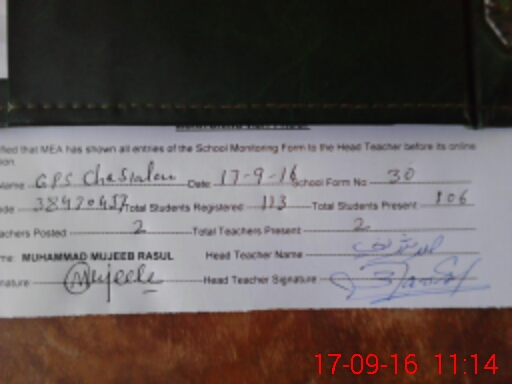 ified that MEA has shown all entries of the School Monitoring Form to the Head Teacher before its online
ion
Name GPS Date 17-9-16 School Form No 30
ode 38420457 Total Students Registered 113 Total Students Present 106
achers Posted 2 Total Teachers Present 2
me: MUHAMMAD MUJEEB RASUL Head Teacher Name
nature Mujeeb Head Teacher Signature
17-09-16 11:14